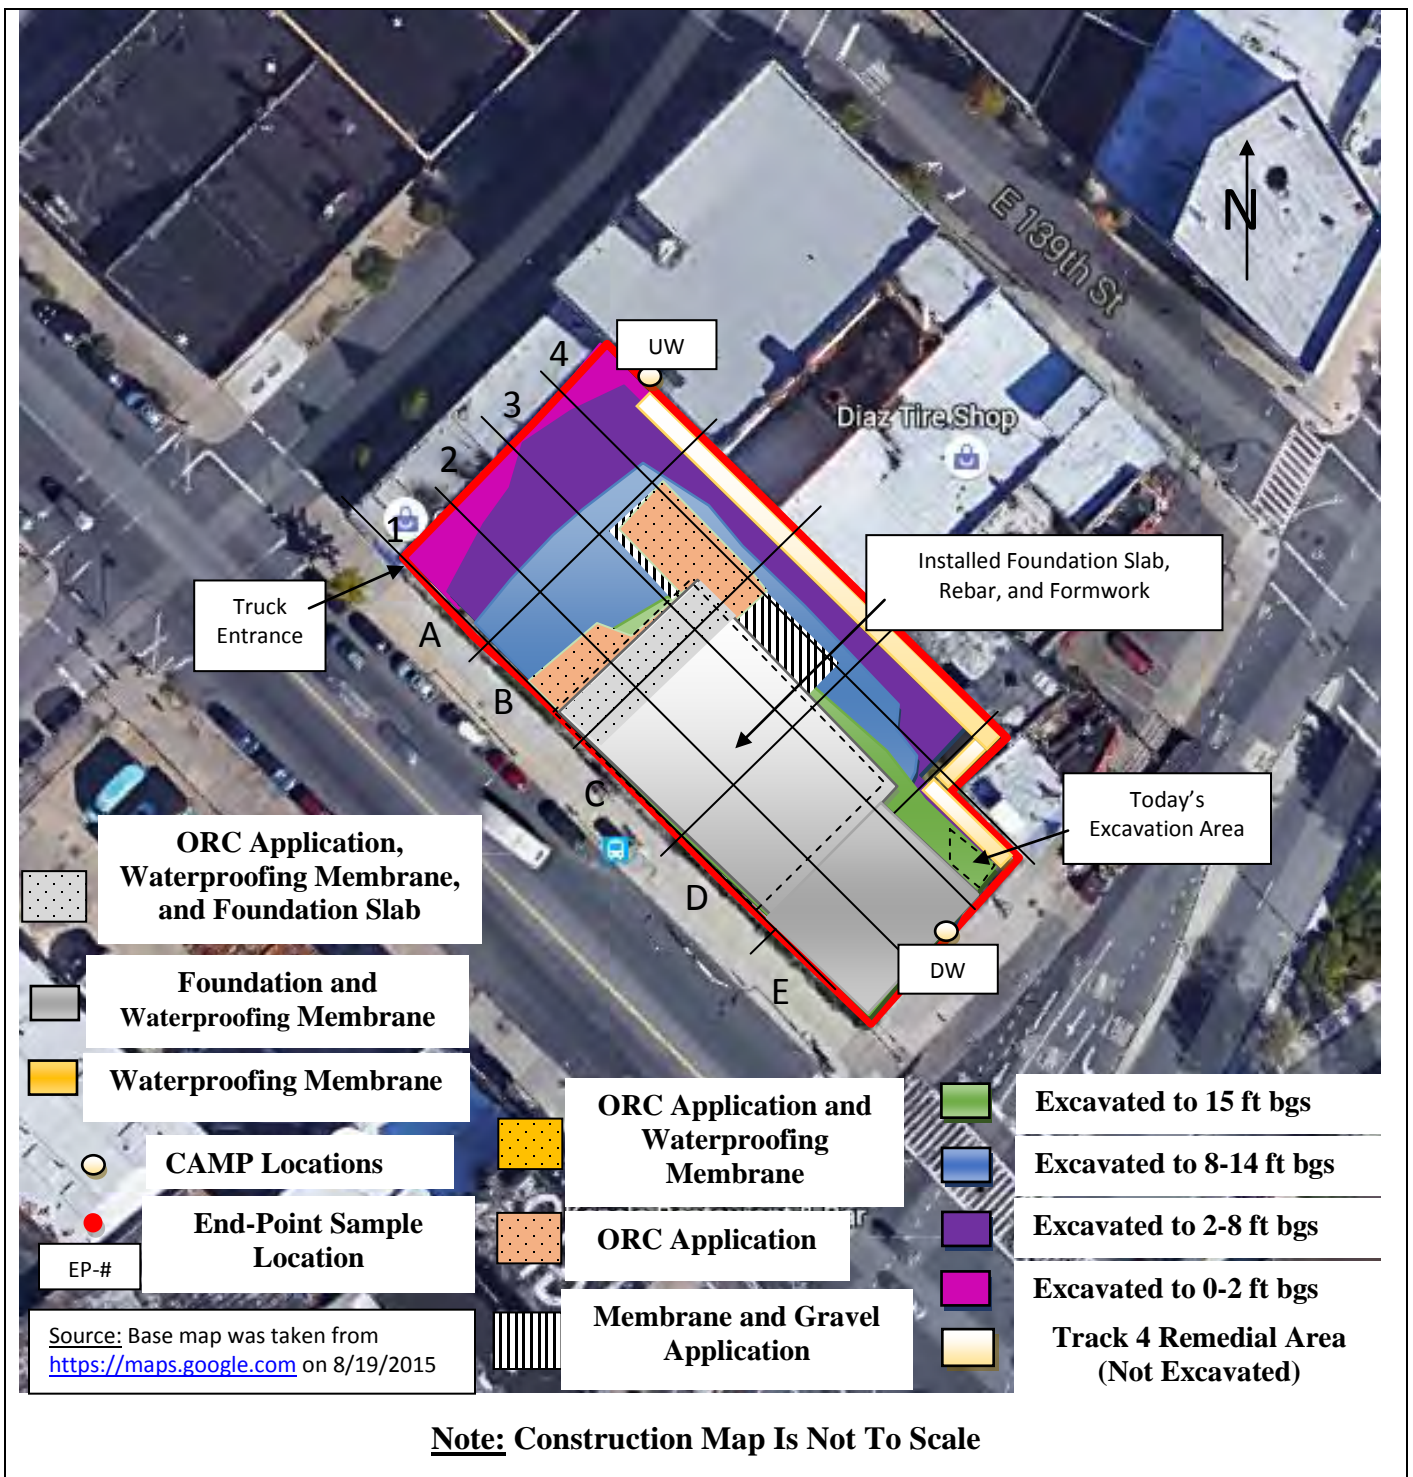 E 139th St
N
UW
4
3
2
1
Diaz Tire Shop
Installed Foundation Slab,
Rebar, and Formwork
Truck
Entrance
A
B
C
D
E
Today's
Excavation Area
DW
ORC Application,
Waterproofing Membrane,
and Foundation Slab
Foundation and
Waterproofing Membrane
Waterproofing Membrane
CAMP Locations
End-Point Sample
Location
EP-#
Source: Base map was taken from
https://maps.google.com on 8/19/2015
ORC Application and
Waterproofing
Membrane
ORC Application
Membrane and Gravel
Application
Excavated to 15 ft bgs
Excavated to 8-14 ft bgs
Excavated to 2-8 ft bgs
Excavated to 0-2 ft bgs
Track 4 Remedial Area
(Not Excavated)
Note: Construction Map Is Not To Scale